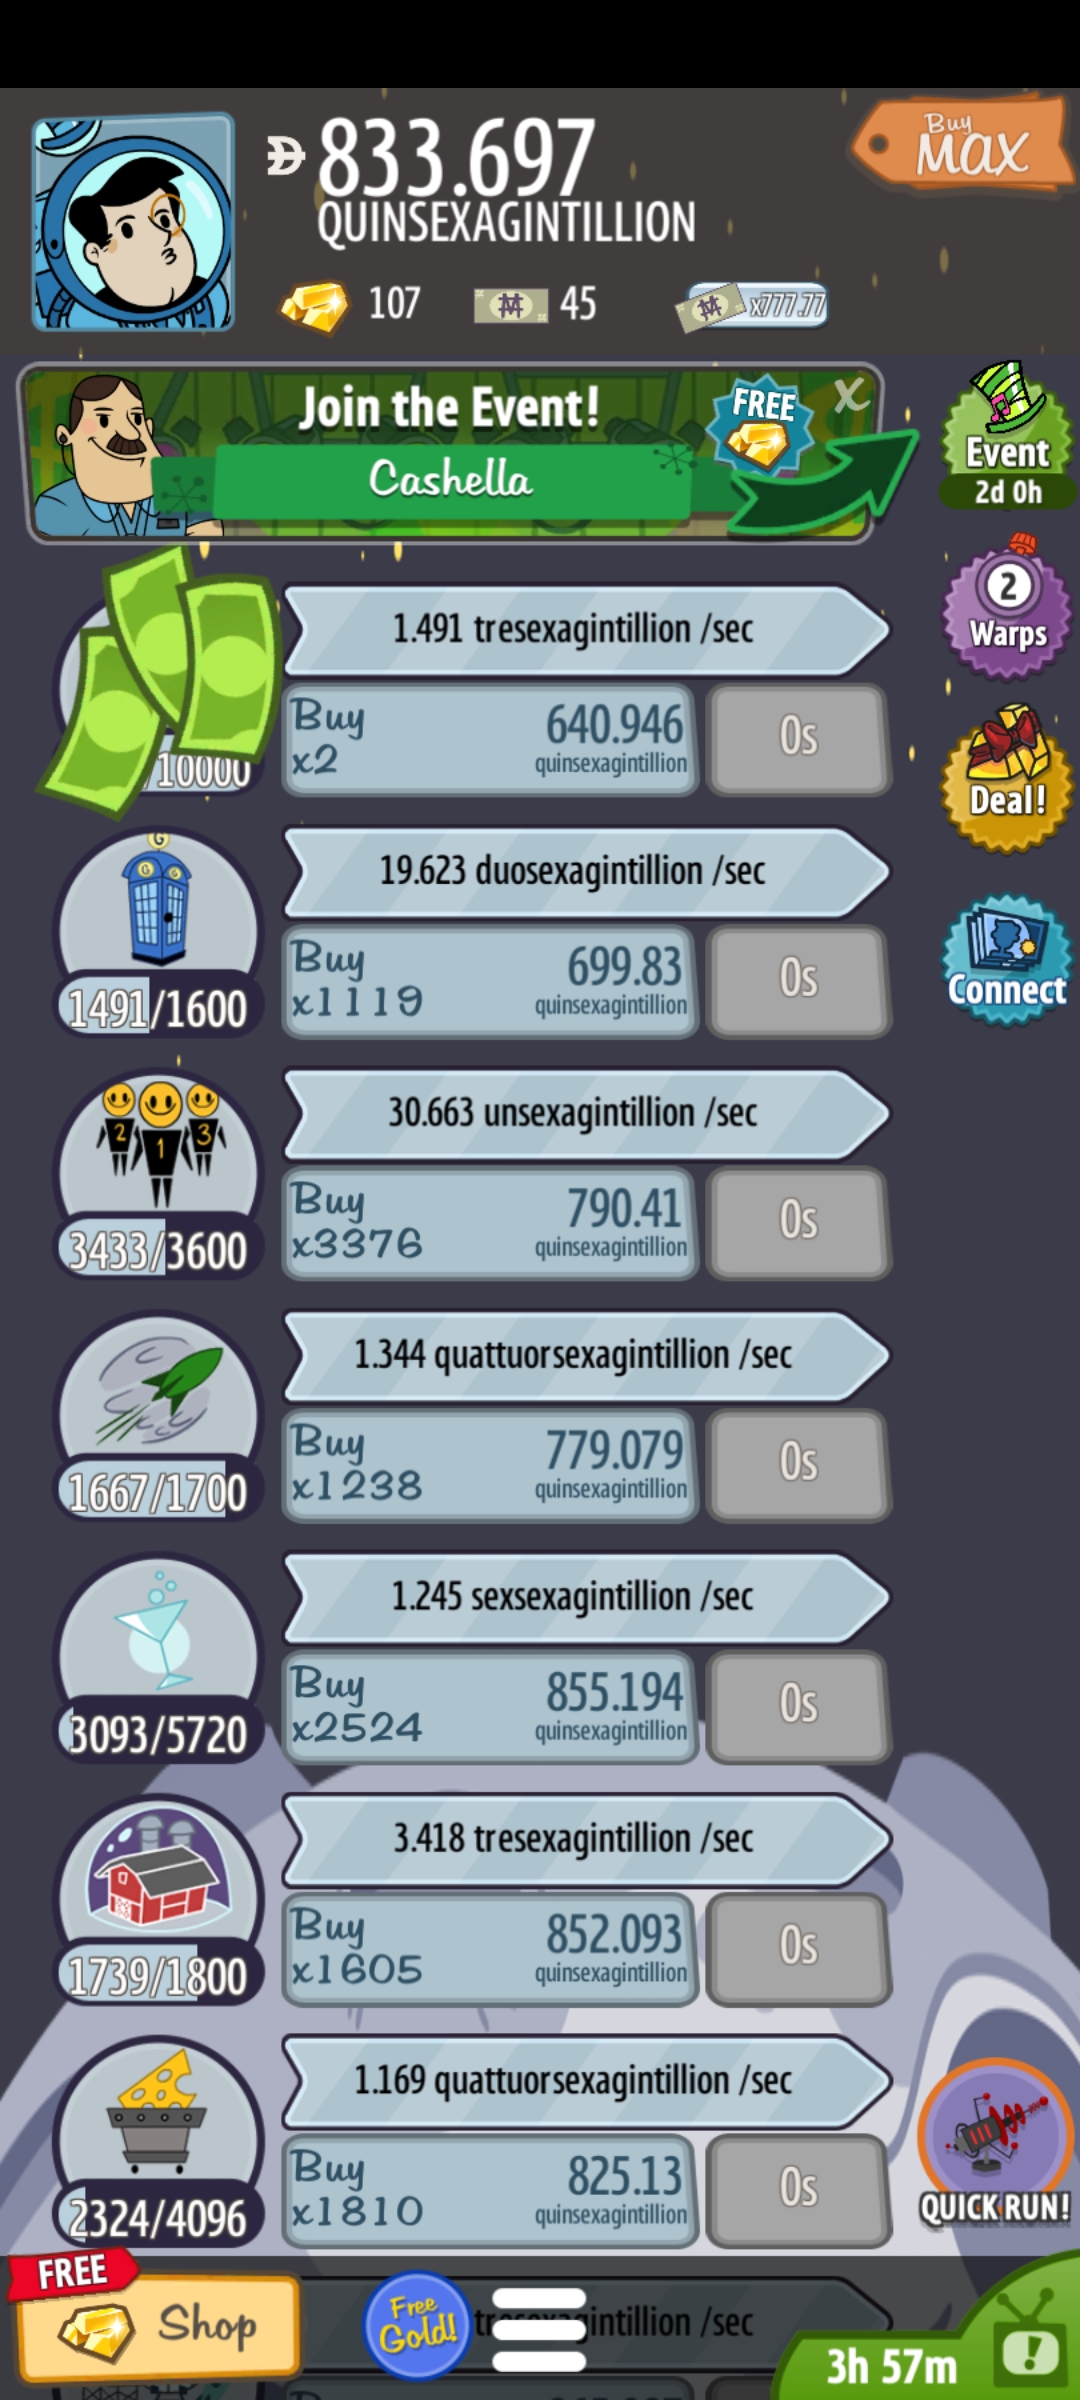 833.697
QUINSEXAGINTILLION
Buy
MAX
107
45
x777.77
Join the Event!
Cashella
FREE
X
Event
2d 0h
1.491 tresexagintillion /sec
Buy
x2
640.946
quinsexagintillion
0s
/10000
2
Warps
Deal!
19.623 duosexagintillion /sec
Buy
x1119
699.83
quinsexagintillion
0s
1491/1600
Connect
30.663 unsexagintillion /sec
2 1 3
Buy
x3376
790.41
quinsexagintillion
0s
3433/3600
1.344 quattuorsexagintillion /sec
Buy
x1238
779.079
quinsexagintillion
0s
1667/1700
1.245 sexsexagintillion /sec
Buy
x2524
855.194
quinsexagintillion
0s
3093/5720
3.418 tresexagintillion /sec
Buy
x1605
852.093
quinsexagintillion
0s
1739/1800
1.169 quattuorsexagintillion /sec
Buy
x1810
825.13
quinsexagintillion
0s
2324/4096
QUICK RUN!
FREE
Shop
Free
Gold!
/sec
3h 57m
!